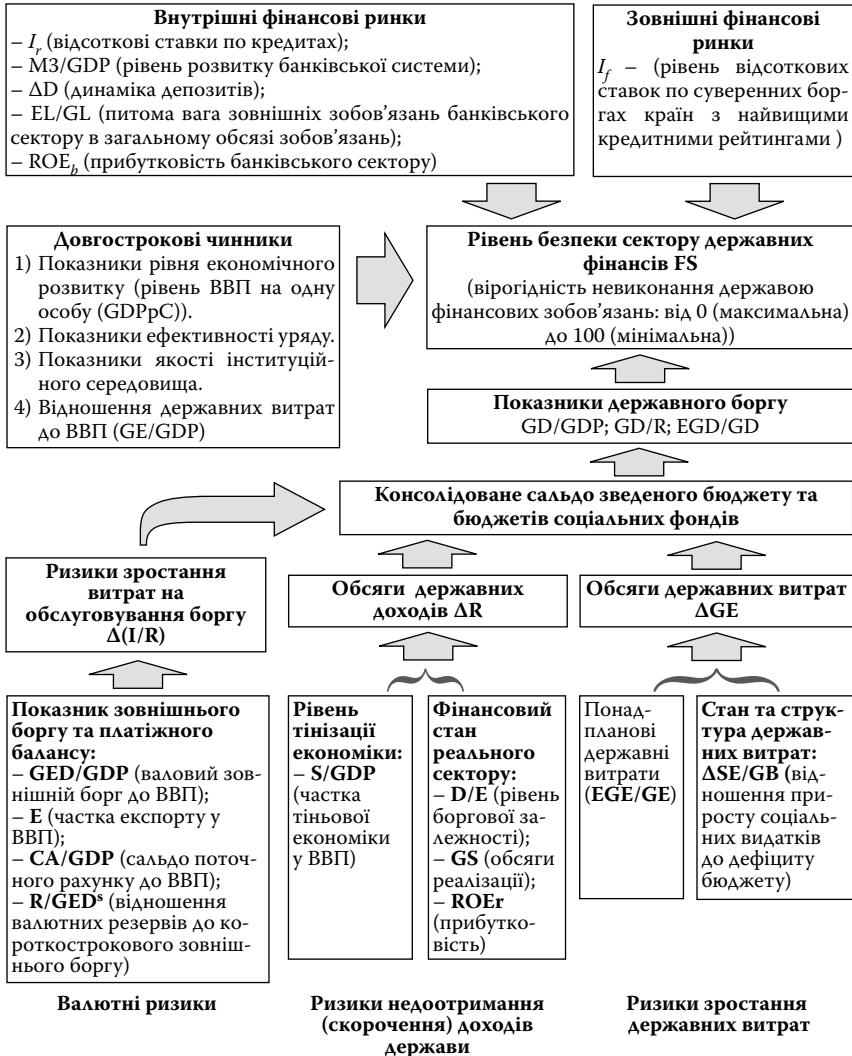 Внутрішні фінансові ринки
– I_r (відсоткові ставки по кредитах);
– М3/GDP (рівень розвитку банківської системи);
– ΔD (динаміка депозитів);
– EL/GL (питома вага зовнішніх зобов'язань банківського
сектору в загальному обсязі зобов'язань);
– ROE_b (прибутковість банківського сектору)
Зовнішні фінансові
ринки
I_f – (рівень відсоткових
ставок по суверенних бор-
гах країн з найвищими
кредитними рейтингами )
Довгострокові чинники
1) Показники рівня економічного
розвитку (рівень ВВП на одну
особу (GDPpC)).
2) Показники ефективності уряду.
3) Показники якості інституцій-
ного середовища.
4) Відношення державних витрат
до ВВП (GE/GDP)
Рівень безпеки сектору державних
фінансів FS
(вірогідність невиконання державою
фінансових зобов'язань: від 0 (максимальна)
до 100 (мінімальна))
Показники державного боргу
GD/GDP; GD/R; EGD/GD
Консолідоване сальдо зведеного бюджету та
бюджетів соціальних фондів
Ризики зростання
витрат на
обслуговування боргу
Δ(I/R)
Обсяги державних
доходів ΔR
Обсяги державних витрат
ΔGE
Показник зовнішнього
боргу та платіжного
балансу:
– GED/GDP (валовий зов-
нішній борг до ВВП);
– E (частка експорту у
ВВП);
– CA/GDP (сальдо поточ-
ного рахунку до ВВП);
– R/GEDˢ (відношення
валютних резервів до ко-
роткострокового зовніш-
нього боргу)
Рівень
тінізації
економіки:
– S/GDP
(частка
тіньової
економіки
у ВВП)
Фінансовий
стан
реального
сектору:
– D/E (рівень
боргової за-
лежності);
– GS (обсяги
реалізації);
– ROEr
(прибутко-
вість)
Понад-
планові
державні
витрати
(EGE/GE)
Стан та струк-
тура держав-
них витрат:
ΔSE/GB (від-
ношення при-
росту соціаль-
них видатків
до дефіциту
бюджету)
Валютні ризики
Ризики недоотримання
(скорочення) доходів
держави
Ризики зростання
державних витрат